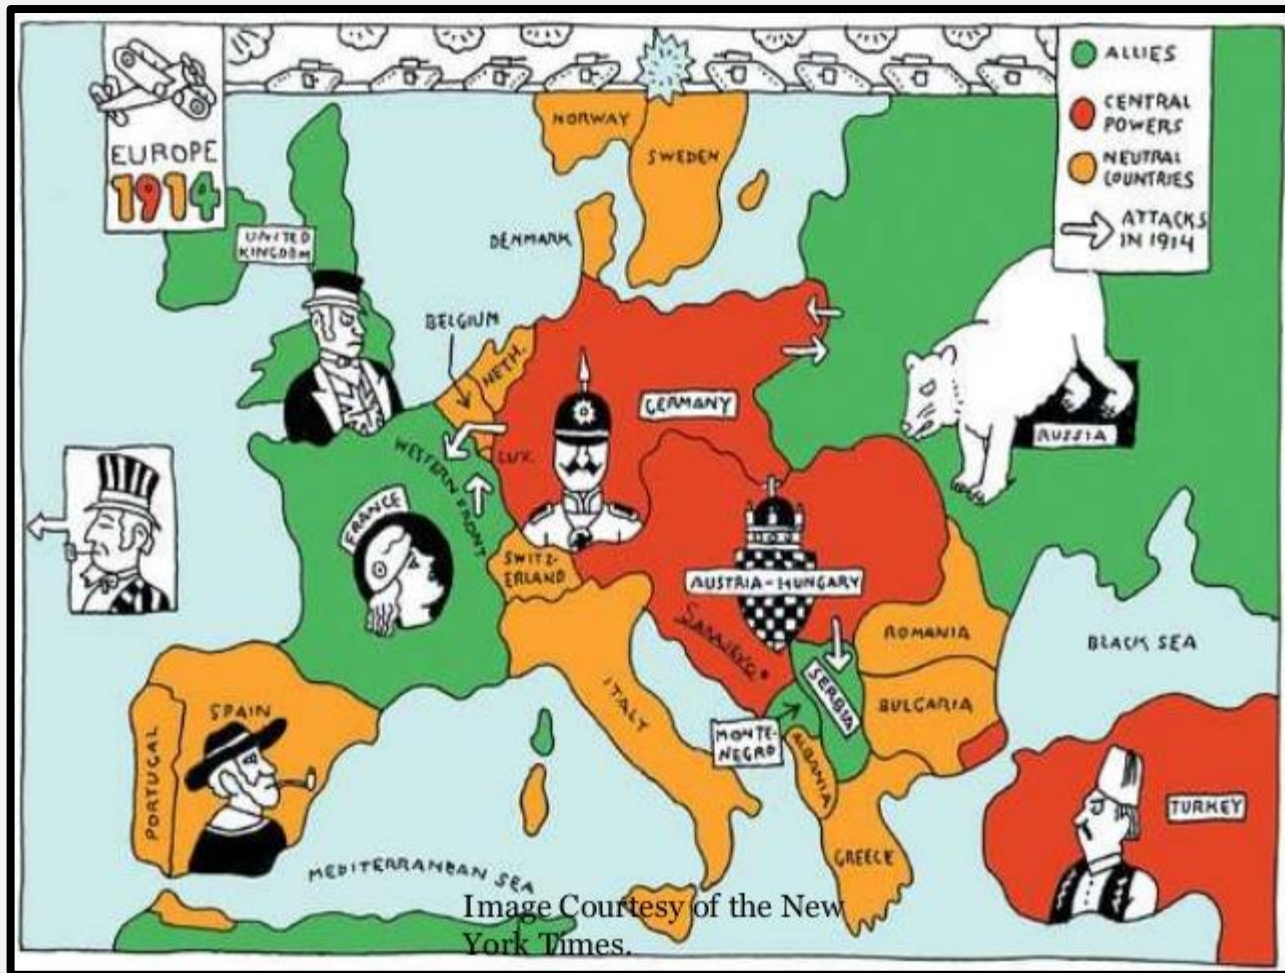 EUROPE
1914
ALLIES
CENTRAL
POWERS
NEUTRAL
COUNTRIES
ATTACKS
IN 1914
NORWAY
SWEDEN
DENMARK
UNITED
KINGDOM
BELGIUM
NETH.
GERMANY
LUX.
WESTERN FRONT
FRANCE
SWITZ-
ERLAND
AUSTRIA-HUNGARY
Sarajevo
RUSSIA
ROMANIA
BLACK SEA
SERBIA
BULGARIA
MONTE-
NEGRO
ALBANIA
ITALY
SPAIN
PORTUGAL
GREECE
TURKEY
MEDITERRANEAN SEA
Image Courtesy of the New
York Times.